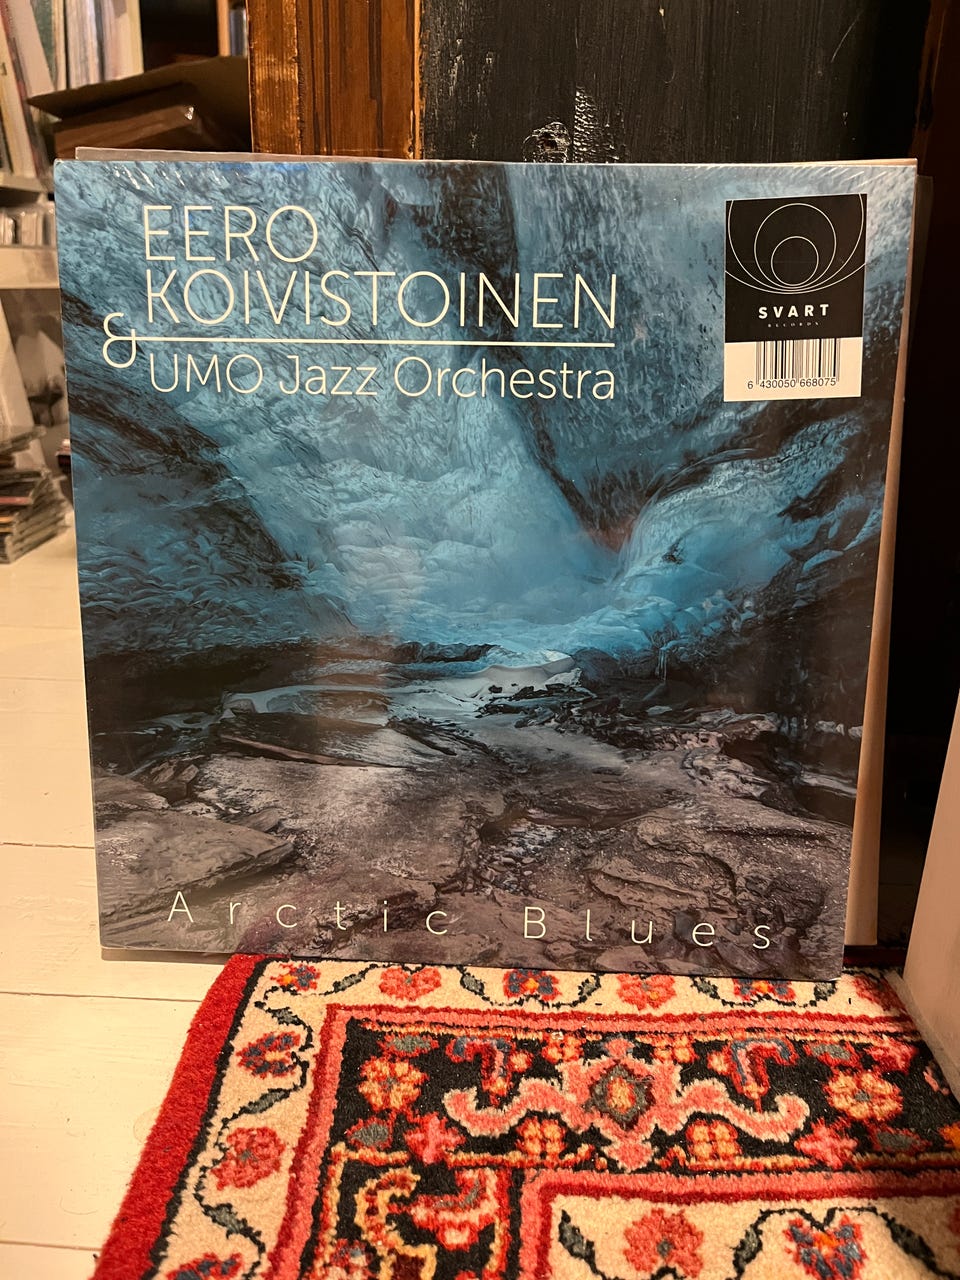 EERO
KOIVISTOINEN
&
UMO Jazz Orchestra
SVART
RECORDS
6 430050 668075
Arctic Blues